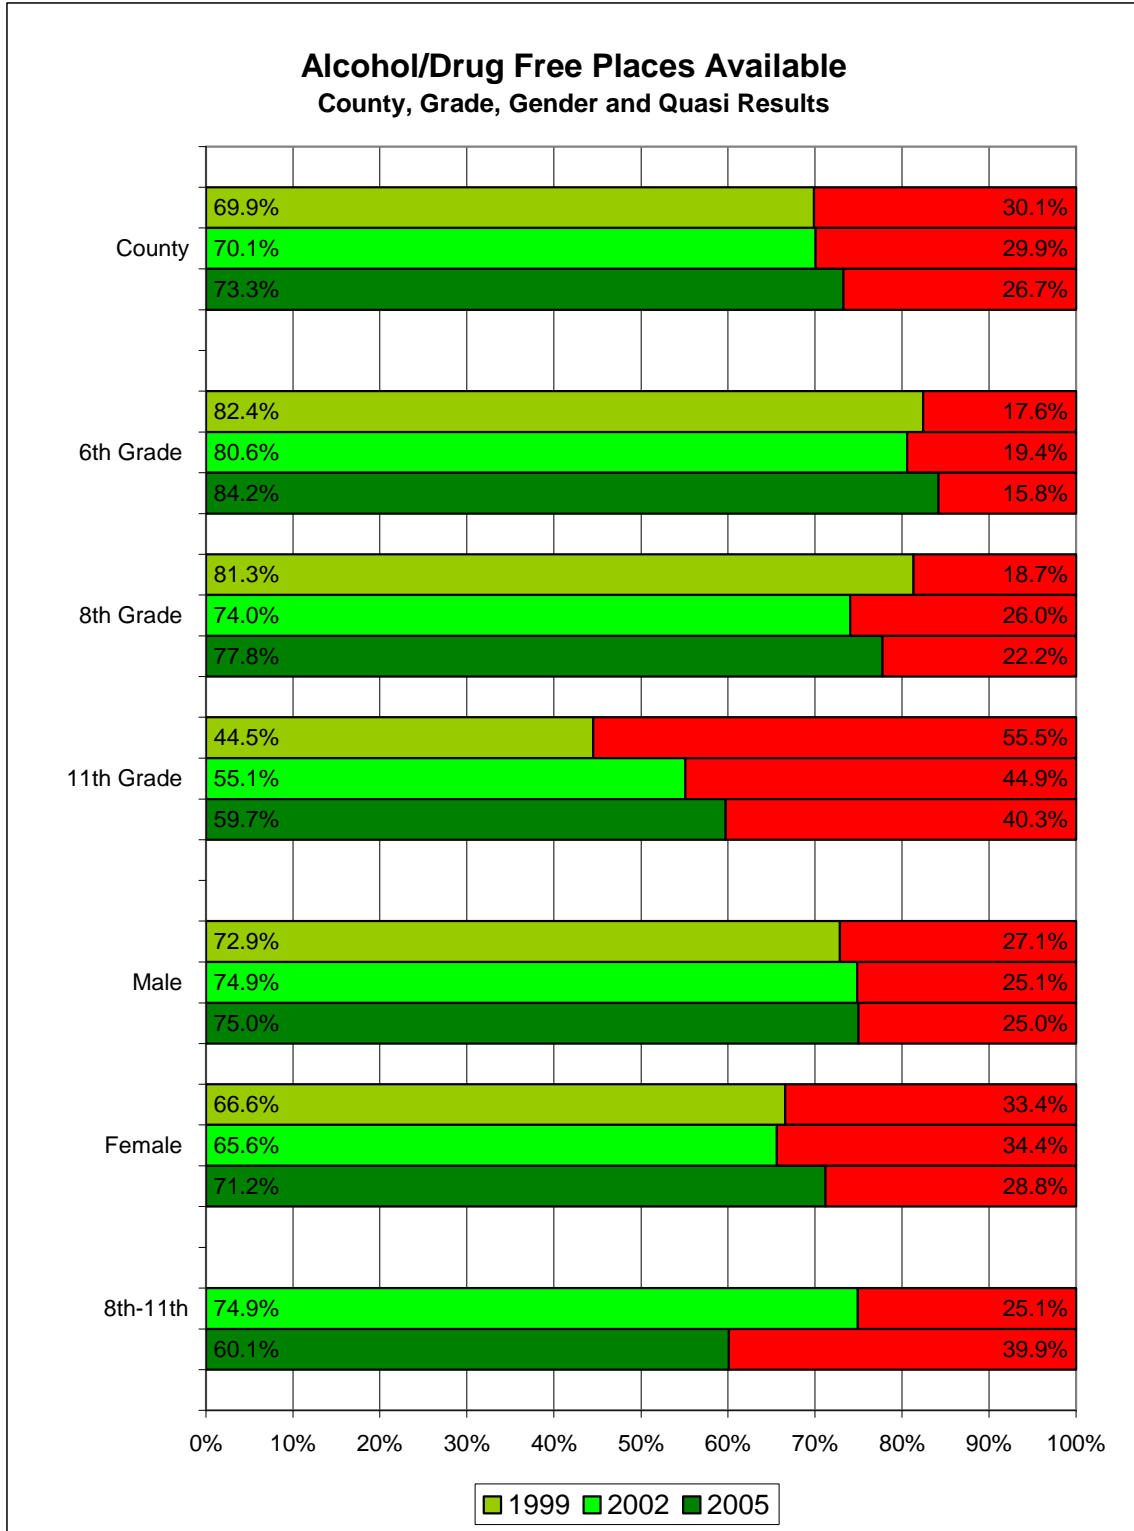 Alcohol/Drug Free Places Available
County, Grade, Gender and Quasi Results
69.9% 30.1%
County 70.1% 29.9%
73.3% 26.7%
82.4% 17.6%
6th Grade 80.6% 19.4%
84.2% 15.8%
81.3% 18.7%
8th Grade 74.0% 26.0%
77.8% 22.2%
44.5% 55.5%
11th Grade 55.1% 44.9%
59.7% 40.3%
72.9% 27.1%
Male 74.9% 25.1%
75.0% 25.0%
66.6% 33.4%
Female 65.6% 34.4%
71.2% 28.8%
8th-11th 74.9% 25.1%
60.1% 39.9%
0% 10% 20% 30% 40% 50% 60% 70% 80% 90% 100%
1999 2002 2005